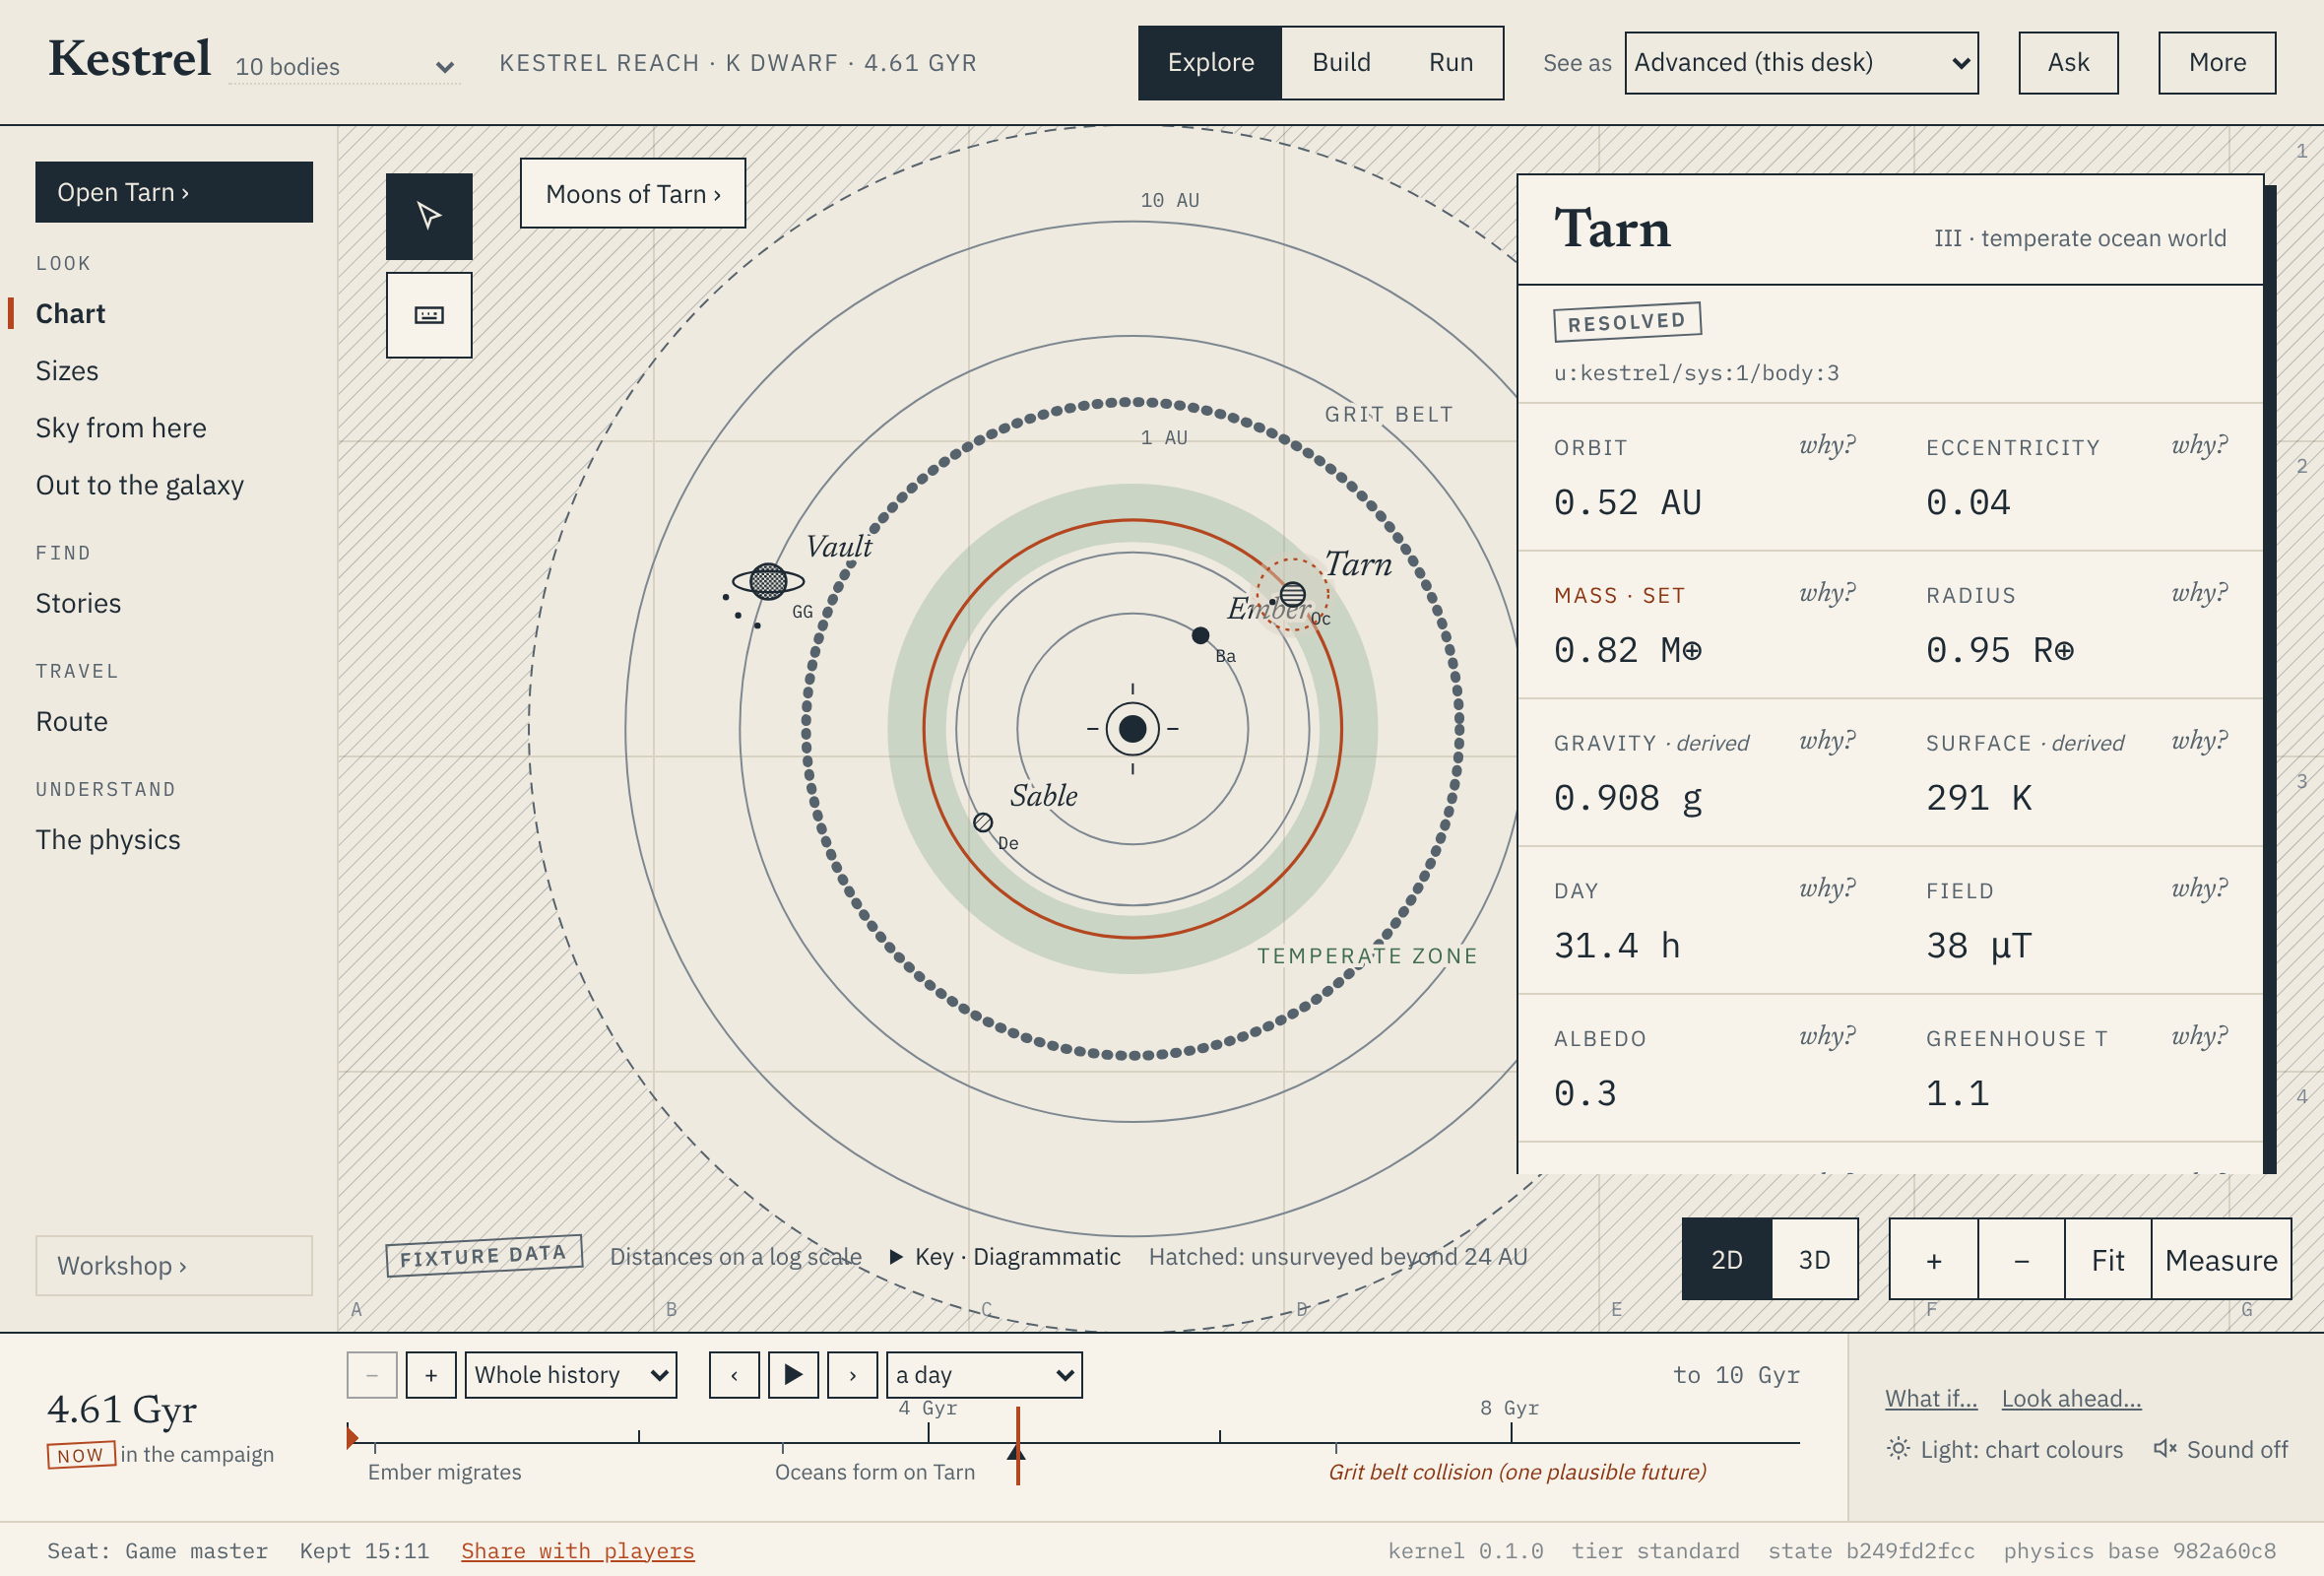 Kestrel
10 bodies
KESTREL REACH · K DWARF · 4.61 GYR
Explore
Build
Run
See as
Advanced (this desk)
Ask
More
Open Tarn ›
LOOK
Chart
Sizes
Sky from here
Out to the galaxy
FIND
Stories
TRAVEL
Route
UNDERSTAND
The physics
Workshop ›
Moons of Tarn ›
10 AU
GRIT BELT
1 AU
Vault
GG
Tarn
Ember
Oc
Ba
Sable
De
TEMPERATE ZONE
1
2
3
4
Tarn
III · temperate ocean world
RESOLVED
u:kestrel/sys:1/body:3
ORBIT why?
0.52 AU
ECCENTRICITY why?
0.04
MASS · SET why?
0.82 M⊕
RADIUS why?
0.95 R⊕
GRAVITY · derived why?
0.908 g
SURFACE · derived why?
291 K
DAY why?
31.4 h
FIELD why?
38 µT
ALBEDO why?
0.3
GREENHOUSE T why?
1.1
FIXTURE DATA
Distances on a log scale
Key · Diagrammatic
Hatched: unsurveyed beyond 24 AU
2D
3D
+
−
Fit
Measure
A
B
C
D
E
F
G
4.61 Gyr
NOW in the campaign
−
+
Whole history
‹
›
a day
to 10 Gyr
4 Gyr
8 Gyr
Ember migrates
Oceans form on Tarn
Grit belt collision (one plausible future)
What if…
Look ahead…
Light: chart colours
Sound off
Seat: Game master
Kept 15:11
Share with players
kernel 0.1.0
tier standard
state b249fd2fcc
physics base 982a60c8